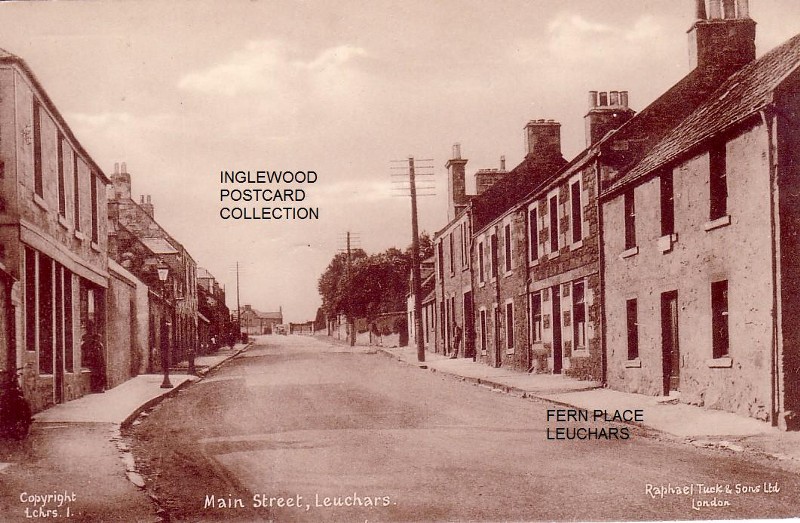 INGLEWOOD
POSTCARD
COLLECTION
FERN PLACE
LEUCHARS
Copyright
Lchrs. 1.
Main Street, Leuchars.
Raphael Tuck & Sons Ltd
London